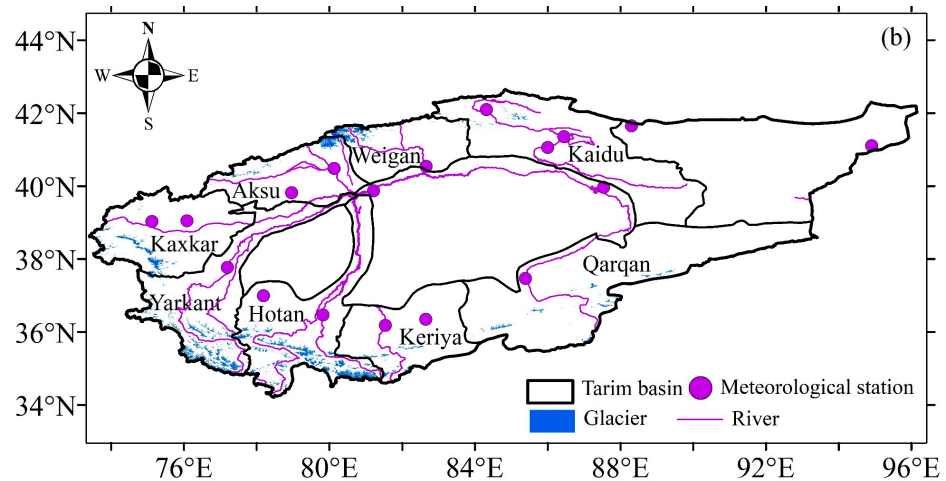 44°N
(b)
N
W
E
S
42°N
Weigan
Kaidu
40°N
Aksu
Kaxkar
38°N
Qarqan
Yarkant
Hotan
36°N
Keriya
Tarim basin
Meteorological station
34°N
Glacier
River
76°E
80°E
84°E
88°E
92°E
96°E